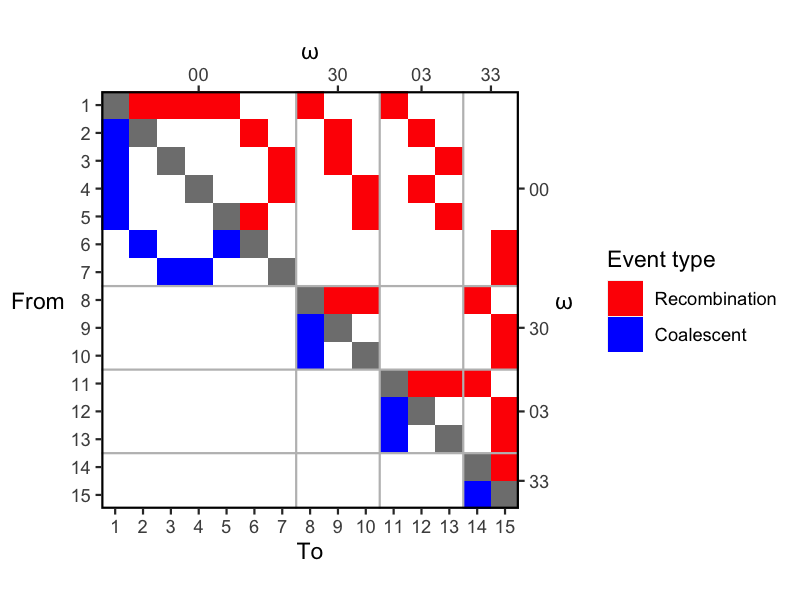 ω
00 30 03 33
1
2
3 00
4
5
6
7
Event type
From 8 ω Recombination
9 30 Coalescent
10
11
12 03
13
14 33
15
1 2 3 4 5 6 7 8 9 10 11 12 13 14 15
To